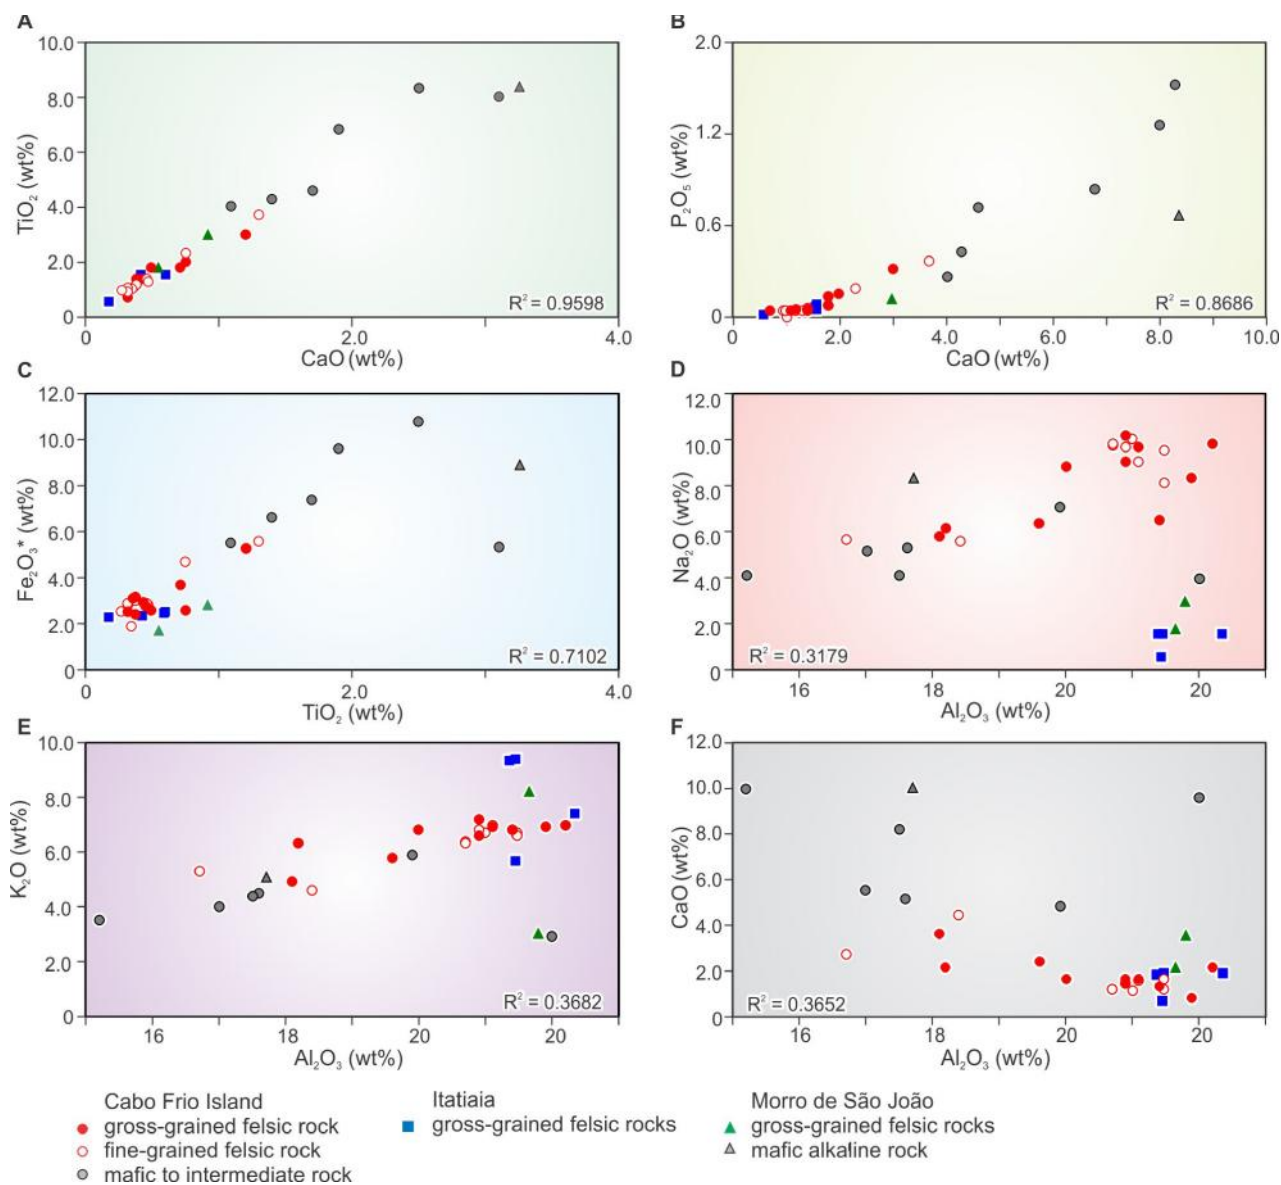 A
10.0
8.0
6.0
4.0
2.0
0
TiO₂ (wt%)
0
2.0
4.0
CaO (wt%)
R² = 0.9598
B
2.0
1.2
0.6
0
P₂O₅ (wt%)
0
2.0
4.0
6.0
8.0
10.0
CaO (wt%)
R² = 0.8686
C
12.0
10.0
8.0
6.0
4.0
2.0
0
Fe₂O₃* (wt%)
0
2.0
4.0
TiO₂ (wt%)
R² = 0.7102
D
12.0
10.0
8.0
6.0
4.0
2.0
0
Na₂O (wt%)
16
18
20
20
Al₂O₃ (wt%)
R² = 0.3179
E
10.0
8.0
6.0
4.0
2.0
0
K₂O (wt%)
16
18
20
20
Al₂O₃ (wt%)
R² = 0.3682
F
12.0
10.0
8.0
6.0
4.0
2.0
0
CaO (wt%)
16
18
20
20
Al₂O₃ (wt%)
R² = 0.3652
Cabo Frio Island
gross-grained felsic rock
fine-grained felsic rock
mafic to intermediate rock
Itatiaia
gross-grained felsic rocks
Morro de São João
gross-grained felsic rocks
mafic alkaline rock